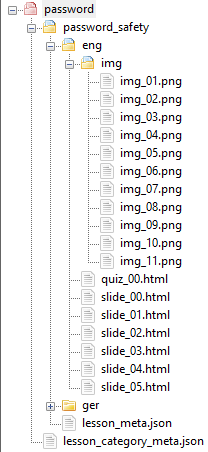 password
password_safety
eng
img
img_01.png
img_02.png
img_03.png
img_04.png
img_05.png
img_06.png
img_07.png
img_08.png
img_09.png
img_10.png
img_11.png
quiz_00.html
slide_00.html
slide_01.html
slide_02.html
slide_03.html
slide_04.html
slide_05.html
ger
lesson_meta.json
lesson_category_meta.json